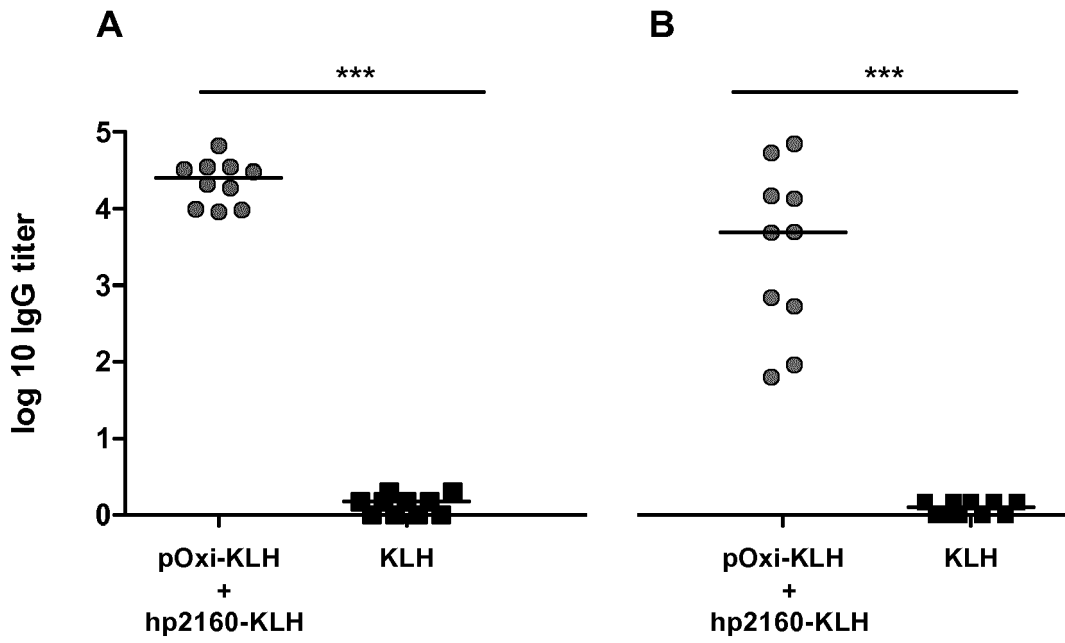 A
B
***
***
log 10 IgG titer
5
4
3
2
1
0
pOxi-KLH
+
hp2160-KLH
KLH
pOxi-KLH
+
hp2160-KLH
KLH